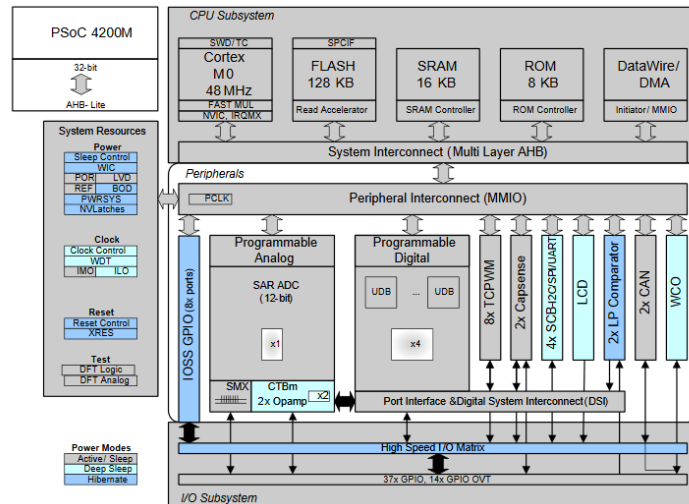 PSoC 4200M
32-bit
AHB- Lite
CPU Subsystem
SWD/TC
Cortex
M0
48 MHz
FAST MUL
NVIC, IRQMX
SPCIF
FLASH
128 KB
Read Accelerator
SRAM
16 KB
SRAM Controller
ROM
8 KB
ROM Controller
DataWire/
DMA
Initiator/ MMIO
System Interconnect (Multi Layer AHB)
System Resources
Power
Sleep Control
WIC
POR LVD
REF BOD
PWRSYS
NVLatches
Clock
Clock Control
WDT
IMO ILO
Reset
Reset Control
XRES
Test
DFT Logic
DFT Analog
Peripherals
PCLK
Peripheral Interconnect (MMIO)
IOSS GPIO (8x ports)
Programmable
Analog
SAR ADC
(12-bit)
x1
SMX
CTBm
2x Opamp
x2
Programmable
Digital
UDB ... UDB
x4
8x TCPWM
2x Capsense
4x SCB-I2C/SPI/UART
LCD
2x LP Comparator
2x CAN
WCO
Port Interface &Digital System Interconnect (DSI)
Power Modes
Active/ Sleep
Deep Sleep
Hibernate
High Speed I/O Matrix
37x GPIO, 14x GPIO OVT
I/O Subsystem